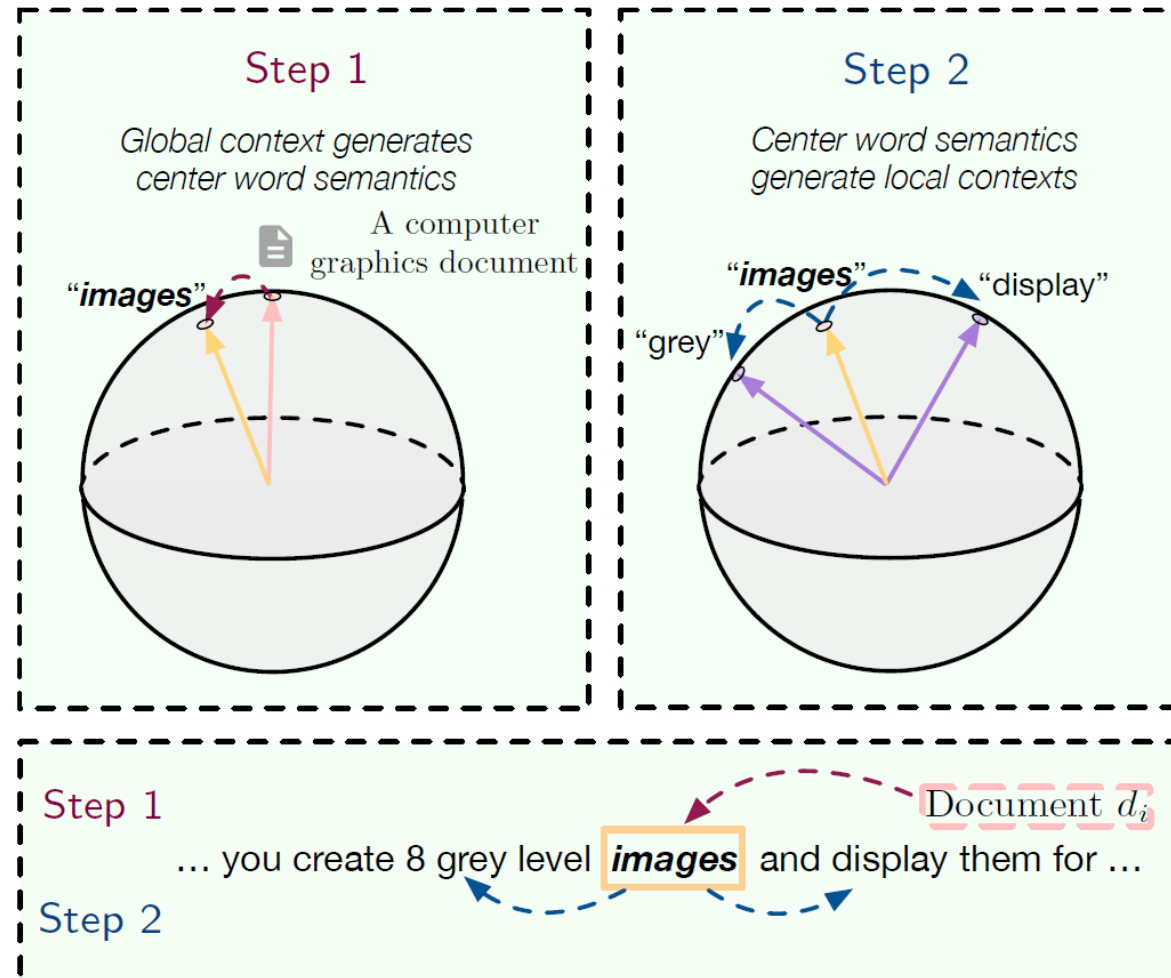 Step 1
Global context generates
center word semantics
A computer
graphics document
“images”
Step 2
Center word semantics
generate local contexts
“images”
“display”
“grey”
Step 1
Document d_i
... you create 8 grey level images and display them for ...
Step 2